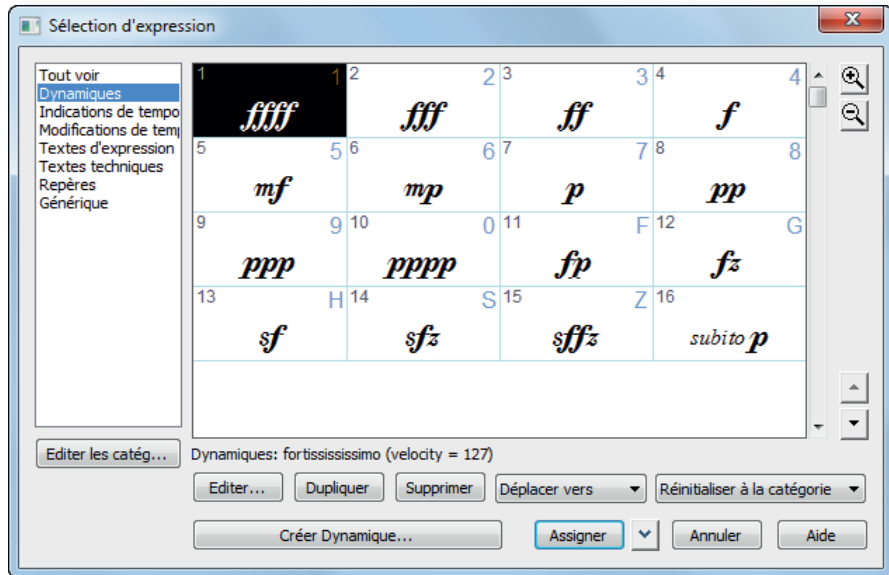 Sélection d'expression
Tout voir
Dynamiques
Indications de tempo
Modifications de tem
Textes d'expression
Textes techniques
Repères
Générique
1 1 2 2 3 3 4 4
ffff fff ff f
5 5 6 6 7 7 8 8
mf mp p pp
9 9 10 0 11 F 12 G
ppp pppp fp fz
13 H 14 S 15 Z 16
sf sfz sffz subito p
Editer les catég...
Dynamiques: fortissississimo (velocity = 127)
Editer... Dupliquer Supprimer Déplacer vers Réinitialiser à la catégorie
Créer Dynamique... Assigner Annuler Aide